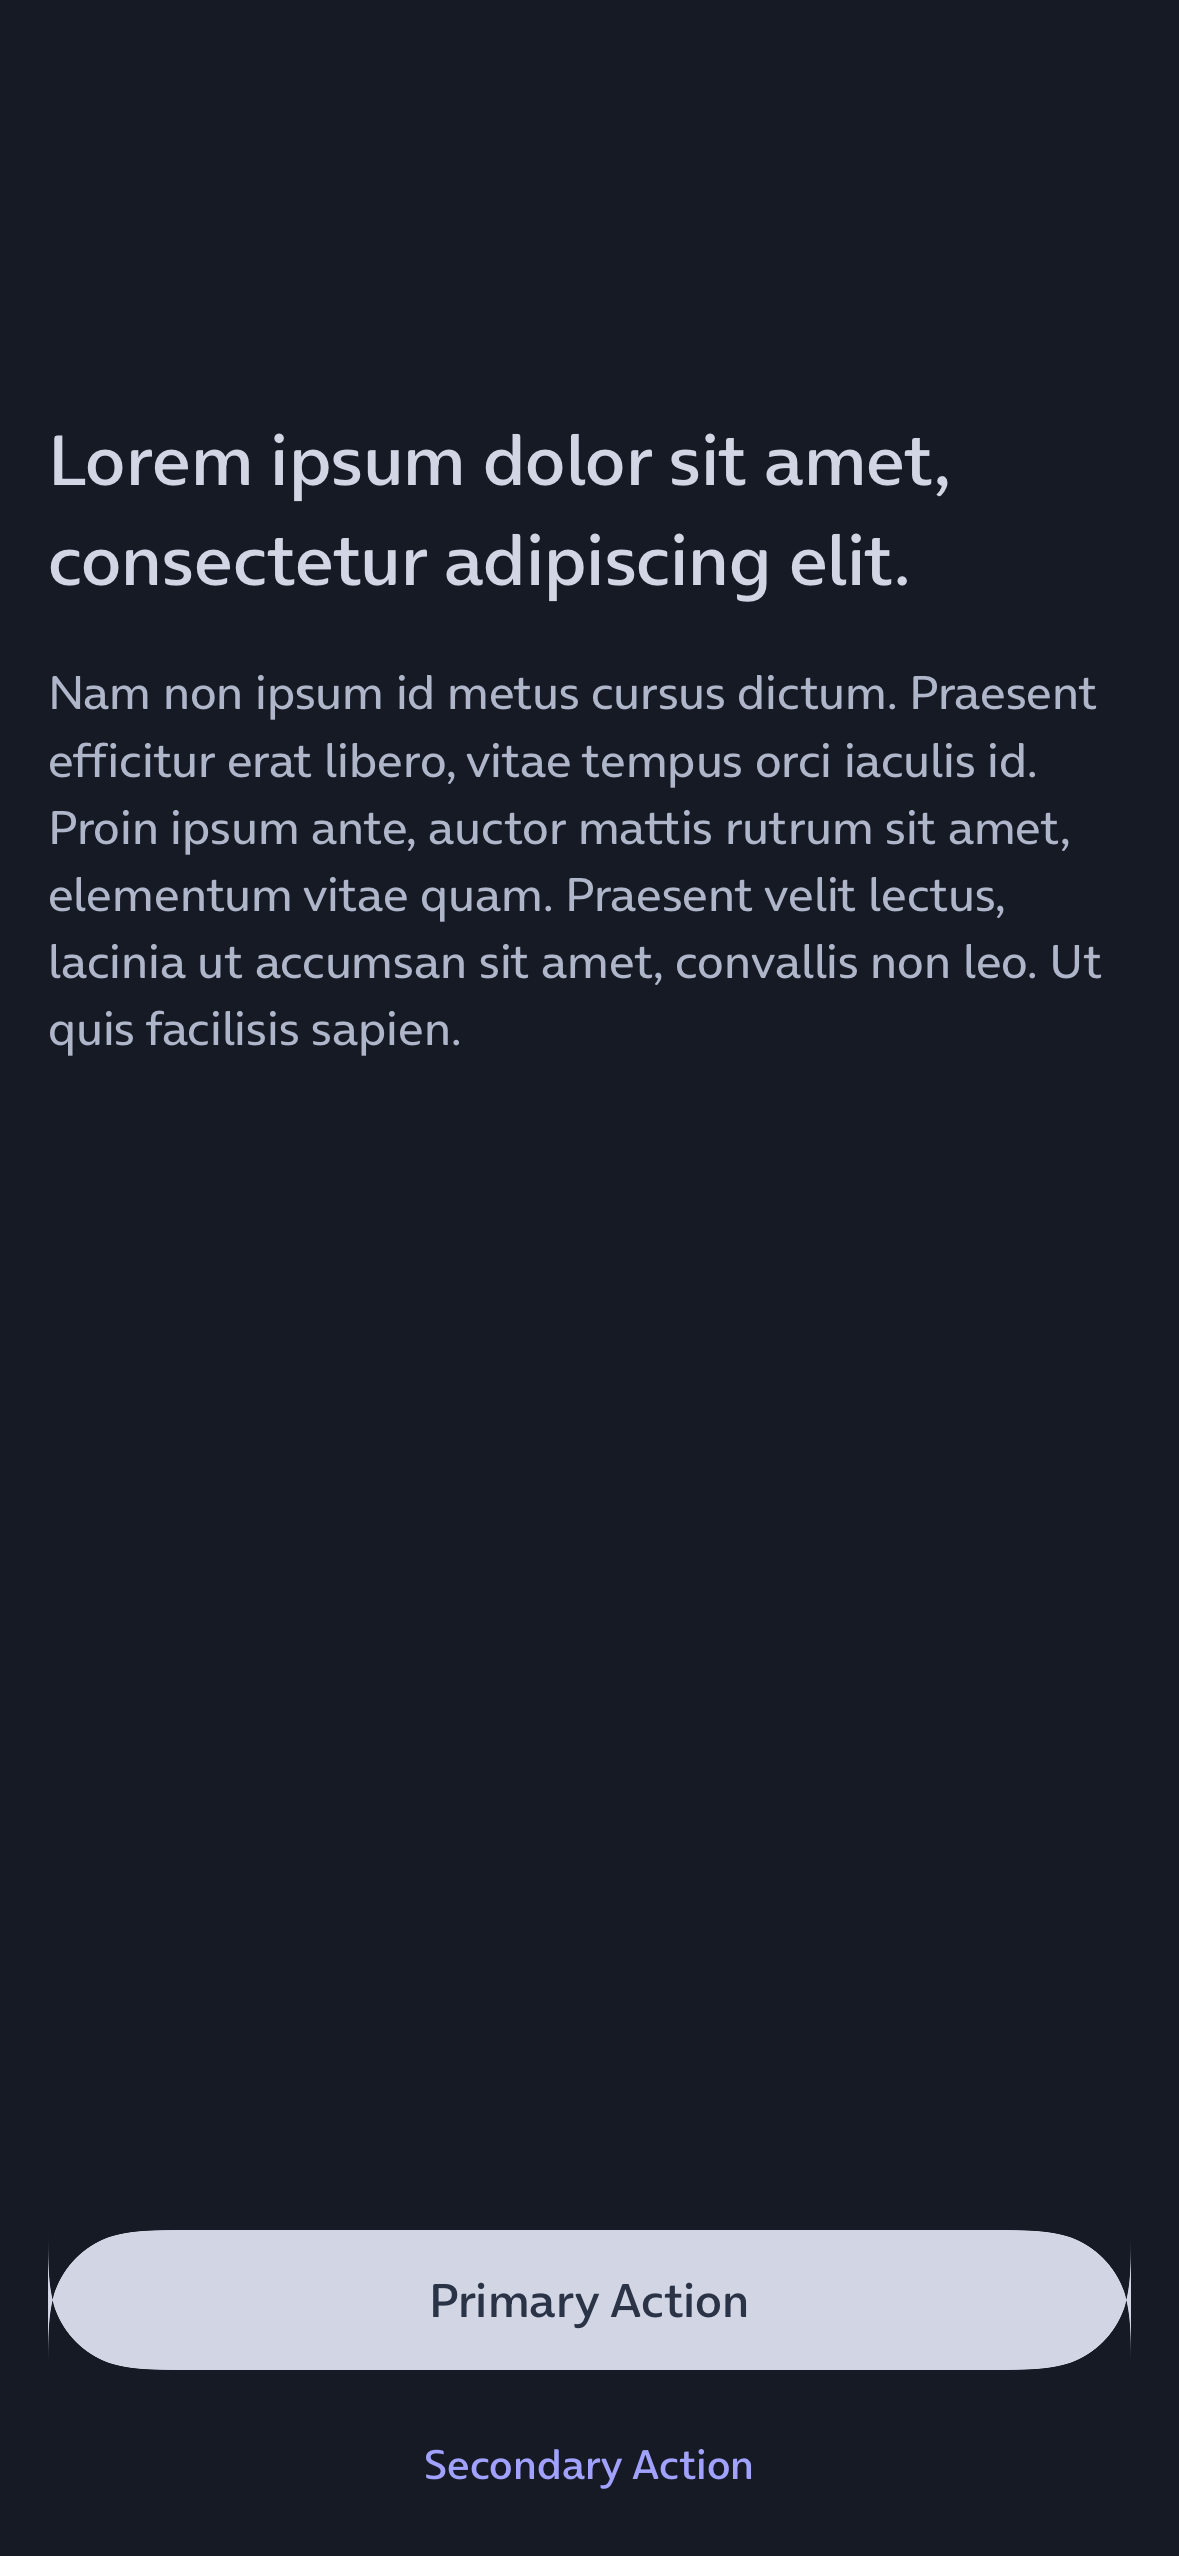 Lorem ipsum dolor sit amet,
consectetur adipiscing elit.
Nam non ipsum id metus cursus dictum. Praesent
efficitur erat libero, vitae tempus orci iaculis id.
Proin ipsum ante, auctor mattis rutrum sit amet,
elementum vitae quam. Praesent velit lectus,
lacinia ut accumsan sit amet, convallis non leo. Ut
quis facilisis sapien.
Primary Action
Secondary Action